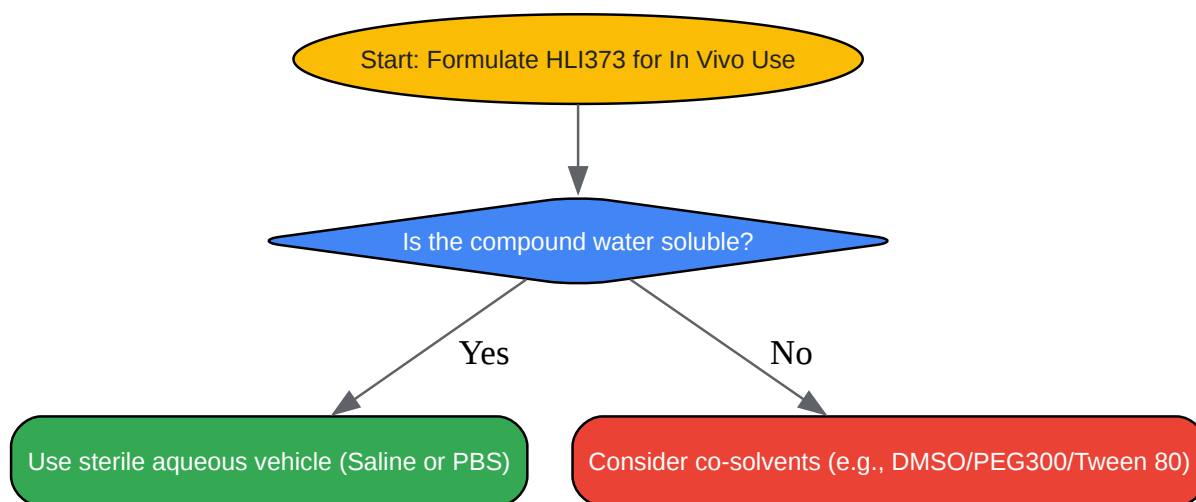 Start: Formulate HLI373 for In Vivo Use
Is the compound water soluble?
Yes
No
Use sterile aqueous vehicle (Saline or PBS)
Consider co-solvents (e.g., DMSO/PEG300/Tween 80)